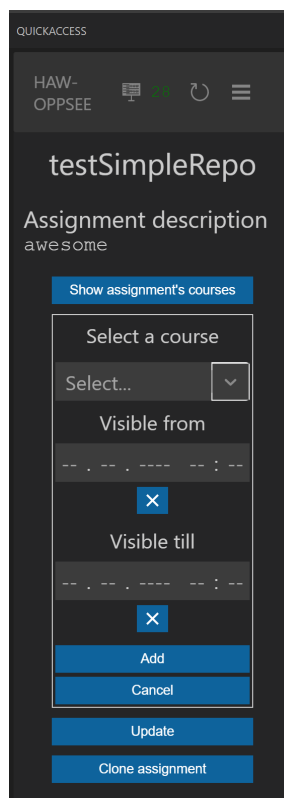 QUICKACCESS
HAW-
OPPSEE
28
testSimpleRepo
Assignment description
awesome
Show assignment's courses
Select a course
Select...
Visible from
-- . -- . ---- -- : --
Visible till
-- . -- . ---- -- : --
Add
Cancel
Update
Clone assignment